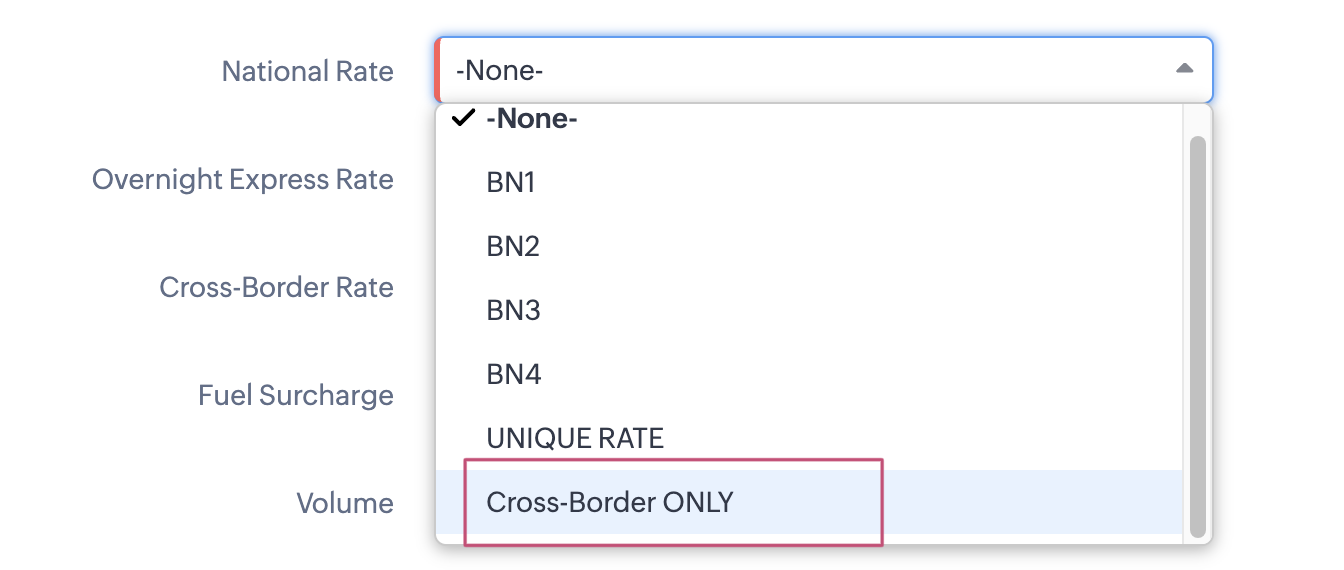 National Rate
-None-
-None-
BN1
Overnight Express Rate
BN2
Cross-Border Rate
BN3
BN4
Fuel Surcharge
UNIQUE RATE
Volume
Cross-Border ONLY